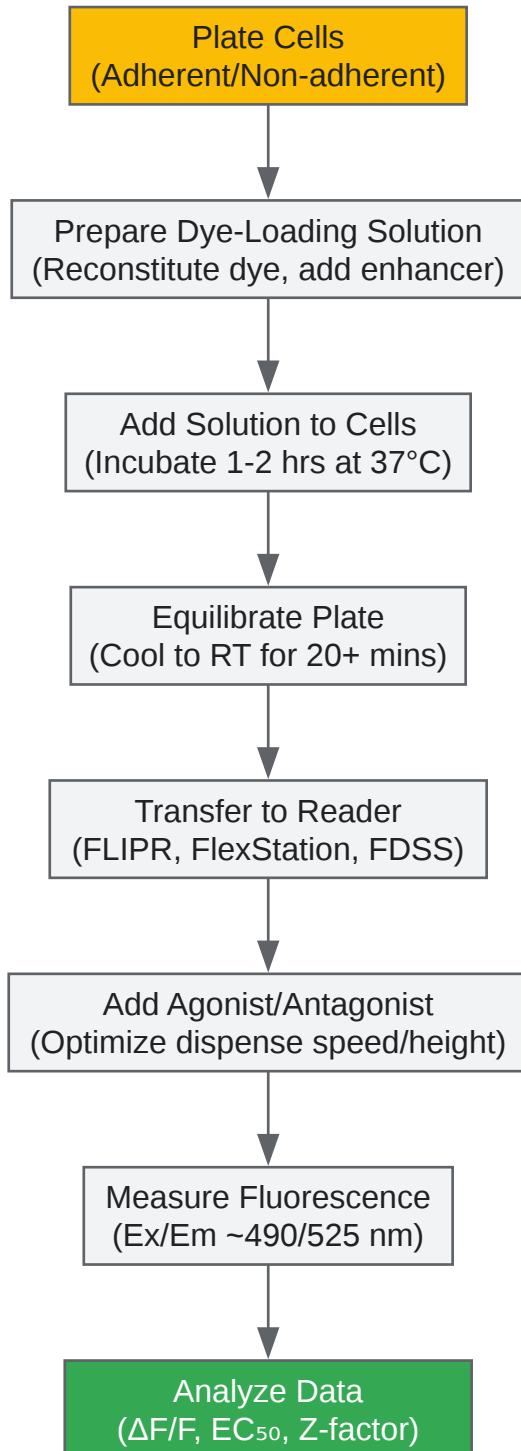 Plate Cells
(Adherent/Non-adherent)
Prepare Dye-Loading Solution
(Reconstitute dye, add enhancer)
Add Solution to Cells
(Incubate 1-2 hrs at 37°C)
Equilibrate Plate
(Cool to RT for 20+ mins)
Transfer to Reader
(FLIPR, FlexStation, FDSS)
Add Agonist/Antagonist
(Optimize dispense speed/height)
Measure Fluorescence
(Ex/Em ~490/525 nm)
Analyze Data
(ΔF/F, EC₅₀, Z-factor)